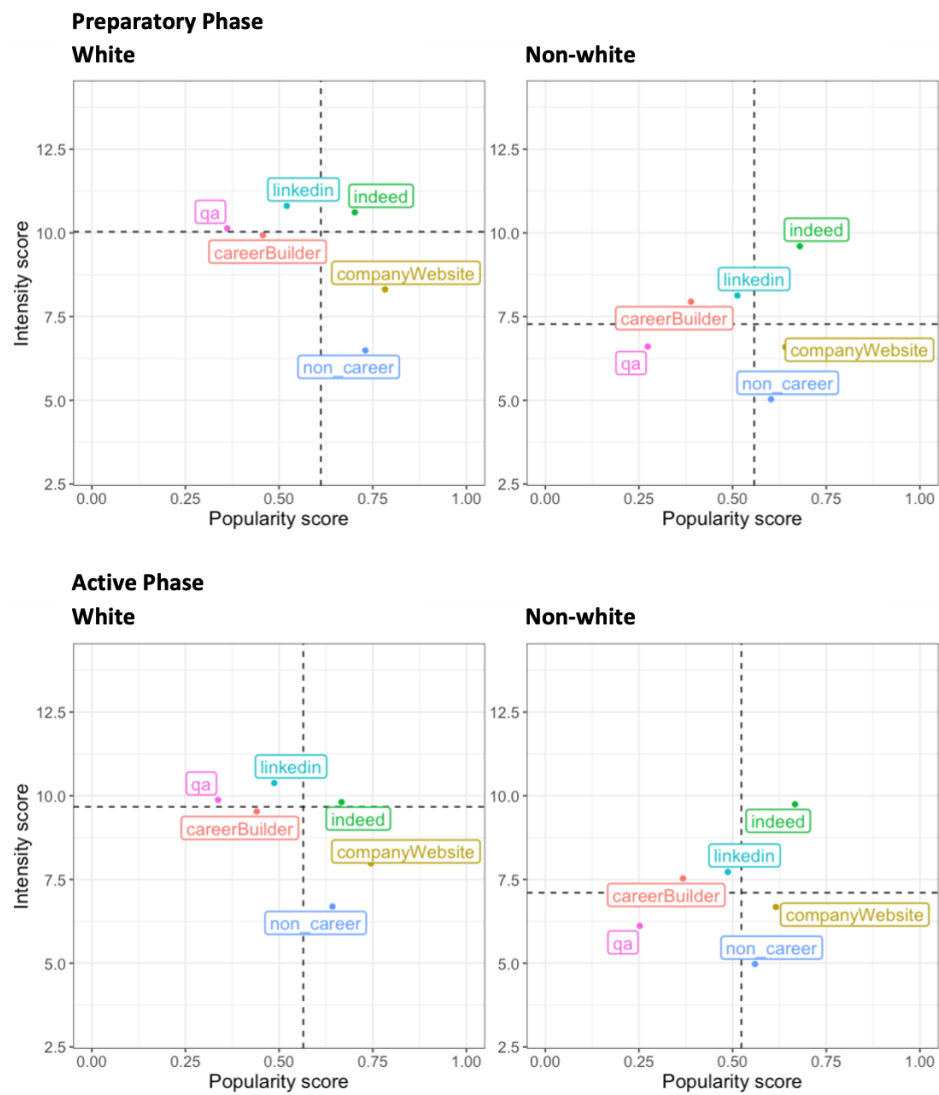 Preparatory Phase
White
Non-white
12.5
10.0
7.5
5.0
2.5
Intensity score
linkedin
indeed
qa
careerBuilder
companyWebsite
non_career
0.00 0.25 0.50 0.75 1.00
Popularity score
12.5
10.0
7.5
5.0
2.5
indeed
linkedin
careerBuilder
companyWebsite
qa
non_career
0.00 0.25 0.50 0.75 1.00
Popularity score
Active Phase
White
Non-white
12.5
10.0
7.5
5.0
2.5
Intensity score
linkedin
qa
indeed
careerBuilder
companyWebsite
non_career
0.00 0.25 0.50 0.75 1.00
Popularity score
12.5
10.0
7.5
5.0
2.5
indeed
linkedin
careerBuilder
companyWebsite
qa
non_career
0.00 0.25 0.50 0.75 1.00
Popularity score